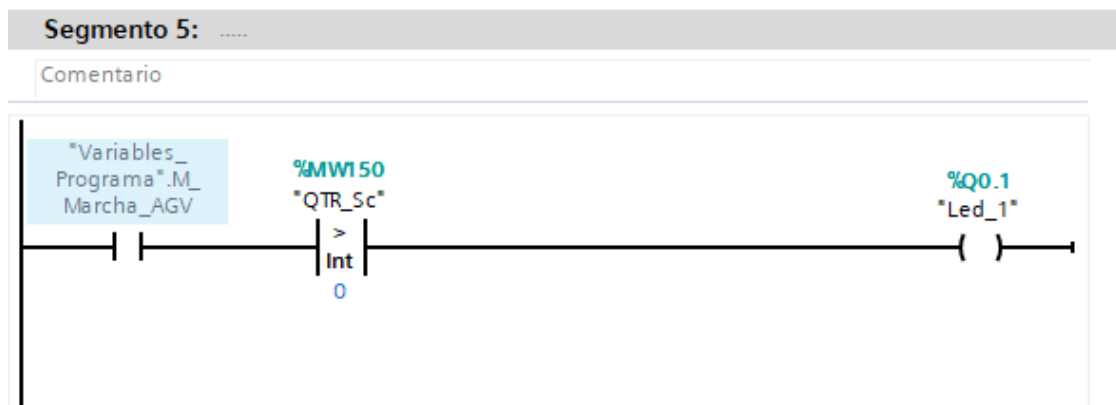 Segmento 5: .....
Comentario
"Variables_
Programa".M_
Marcha_AGV
%MW150
"QTR_Sc"
>
Int
0
%Q0.1
"Led_1"